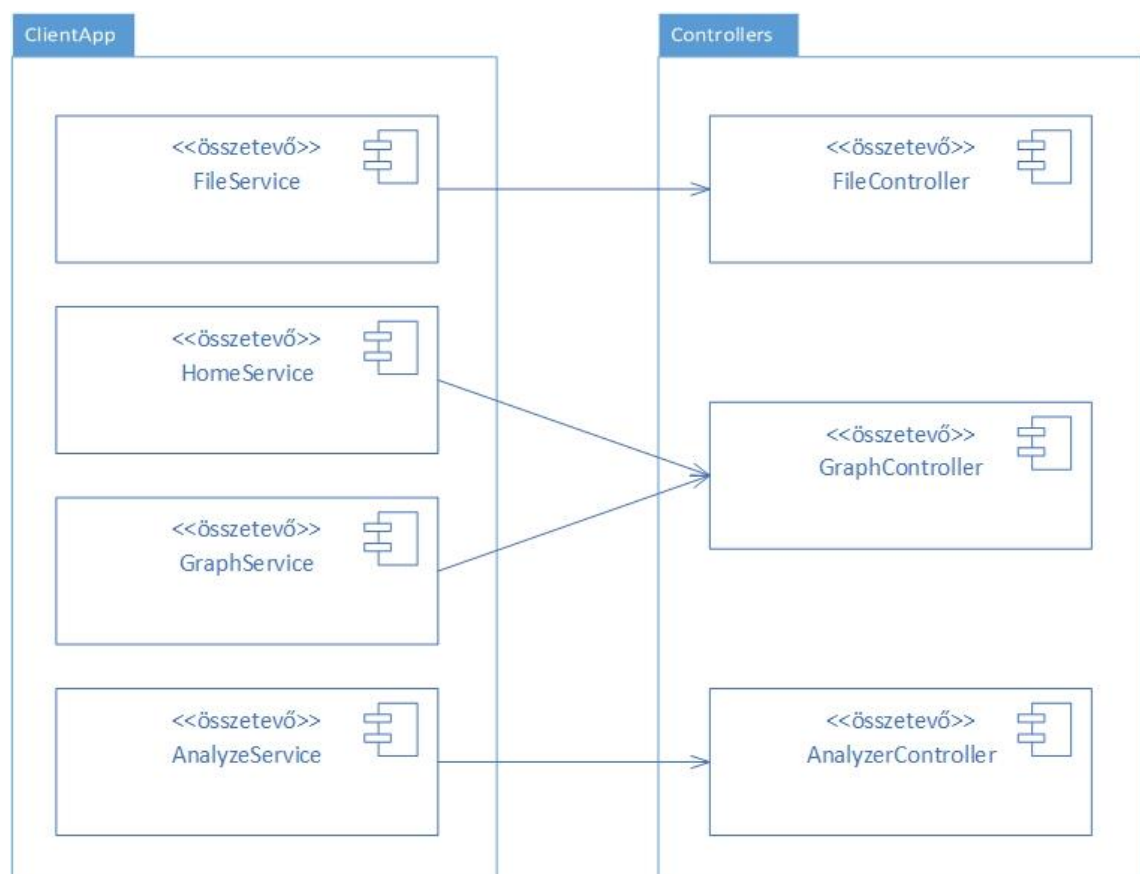 ClientApp
<<összetevő>>
FileService
<<összetevő>>
HomeService
<<összetevő>>
GraphService
<<összetevő>>
AnalyzeService
Controllers
<<összetevő>>
FileController
<<összetevő>>
GraphController
<<összetevő>>
AnalyzerController